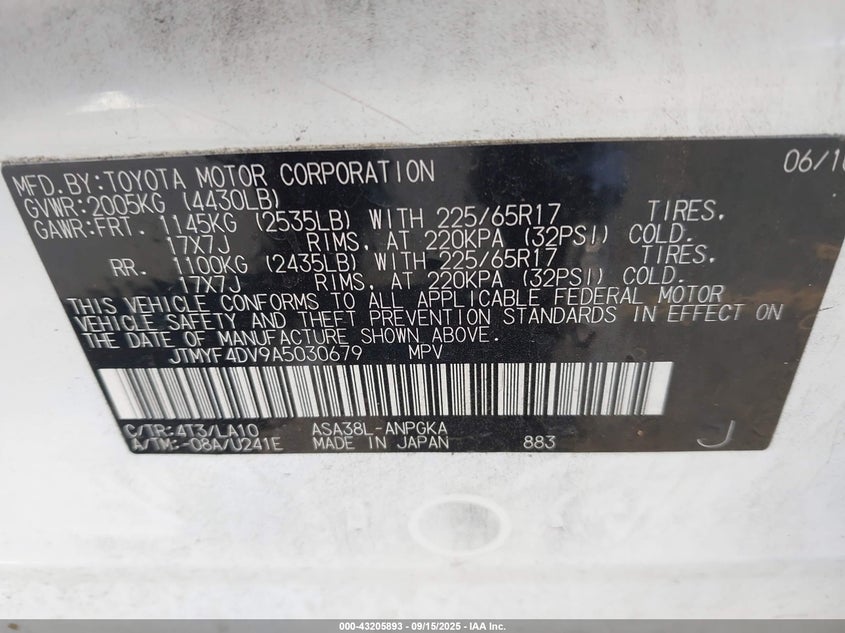 MFD.BY:TOYOTA MOTOR CORPORATION 06/10
GVWR:2005KG (4430LB)
GAWR:FRT. 1145KG (2535LB) WITH 225/65R17 TIRES,
17X7J RIMS, AT 220KPA (32PSI) COLD.
RR. 1100KG (2435LB) WITH 225/65R17 TIRES,
17X7J RIMS, AT 220KPA (32PSI) COLD.
THIS VEHICLE CONFORMS TO ALL APPLICABLE FEDERAL MOTOR
VEHICLE SAFETY AND THEFT PREVENTION STANDARDS IN EFFECT ON
THE DATE OF MANUFACTURE SHOWN ABOVE.
JTMYF4DV9A5030679 MPV
C/TR:4T3/LA10 ASA38L-ANPGKA
A/TM:-08A/U241E MADE IN JAPAN 883 J
000-43205893 - 09/15/2025 - IAA Inc.